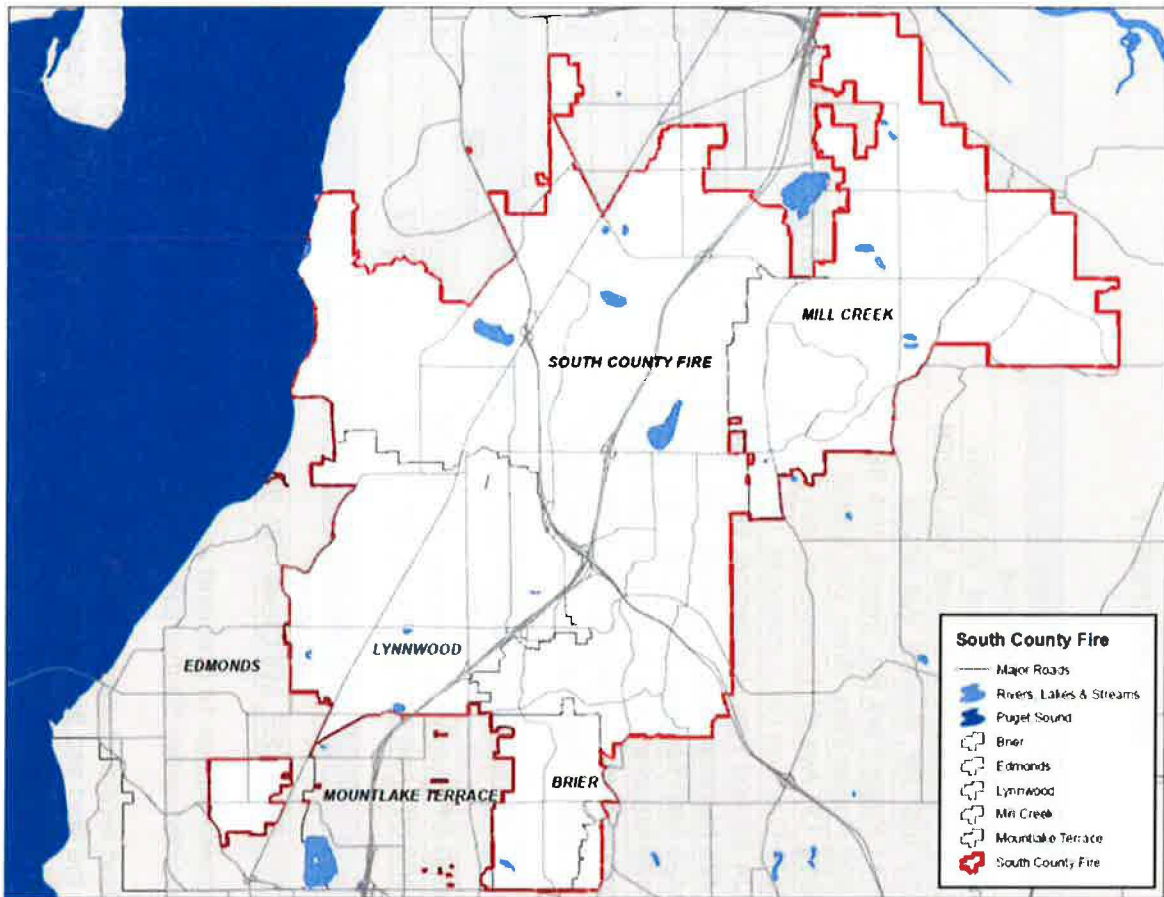 MILL CREEK
SOUTH COUNTY FIRE
LYNNWOOD
EDMONDS
MOUNTLAKE TERRACE
BRIER
South County Fire
Major Roads
Rivers, Lakes & Streams
Puget Sound
Brier
Edmonds
Lynnwood
Mill Creek
Mountlake Terrace
South County Fire